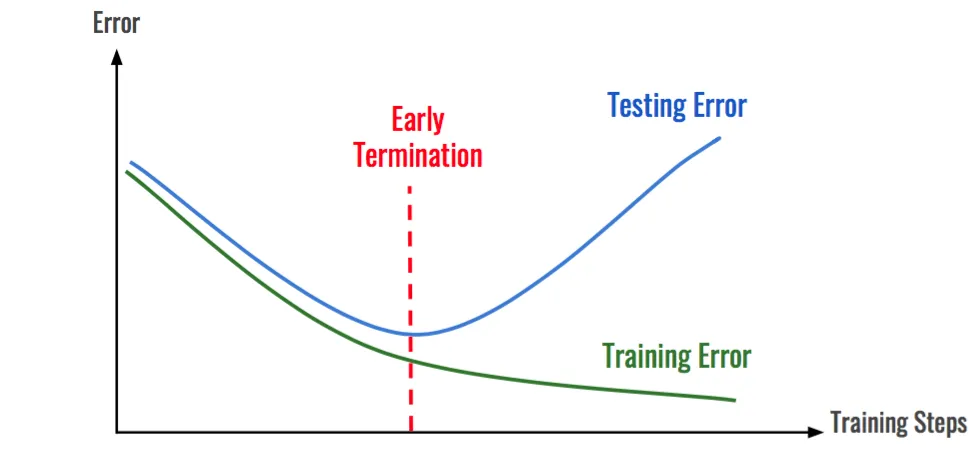 Error
Testing Error
Early
Termination
Training Error
Training Steps